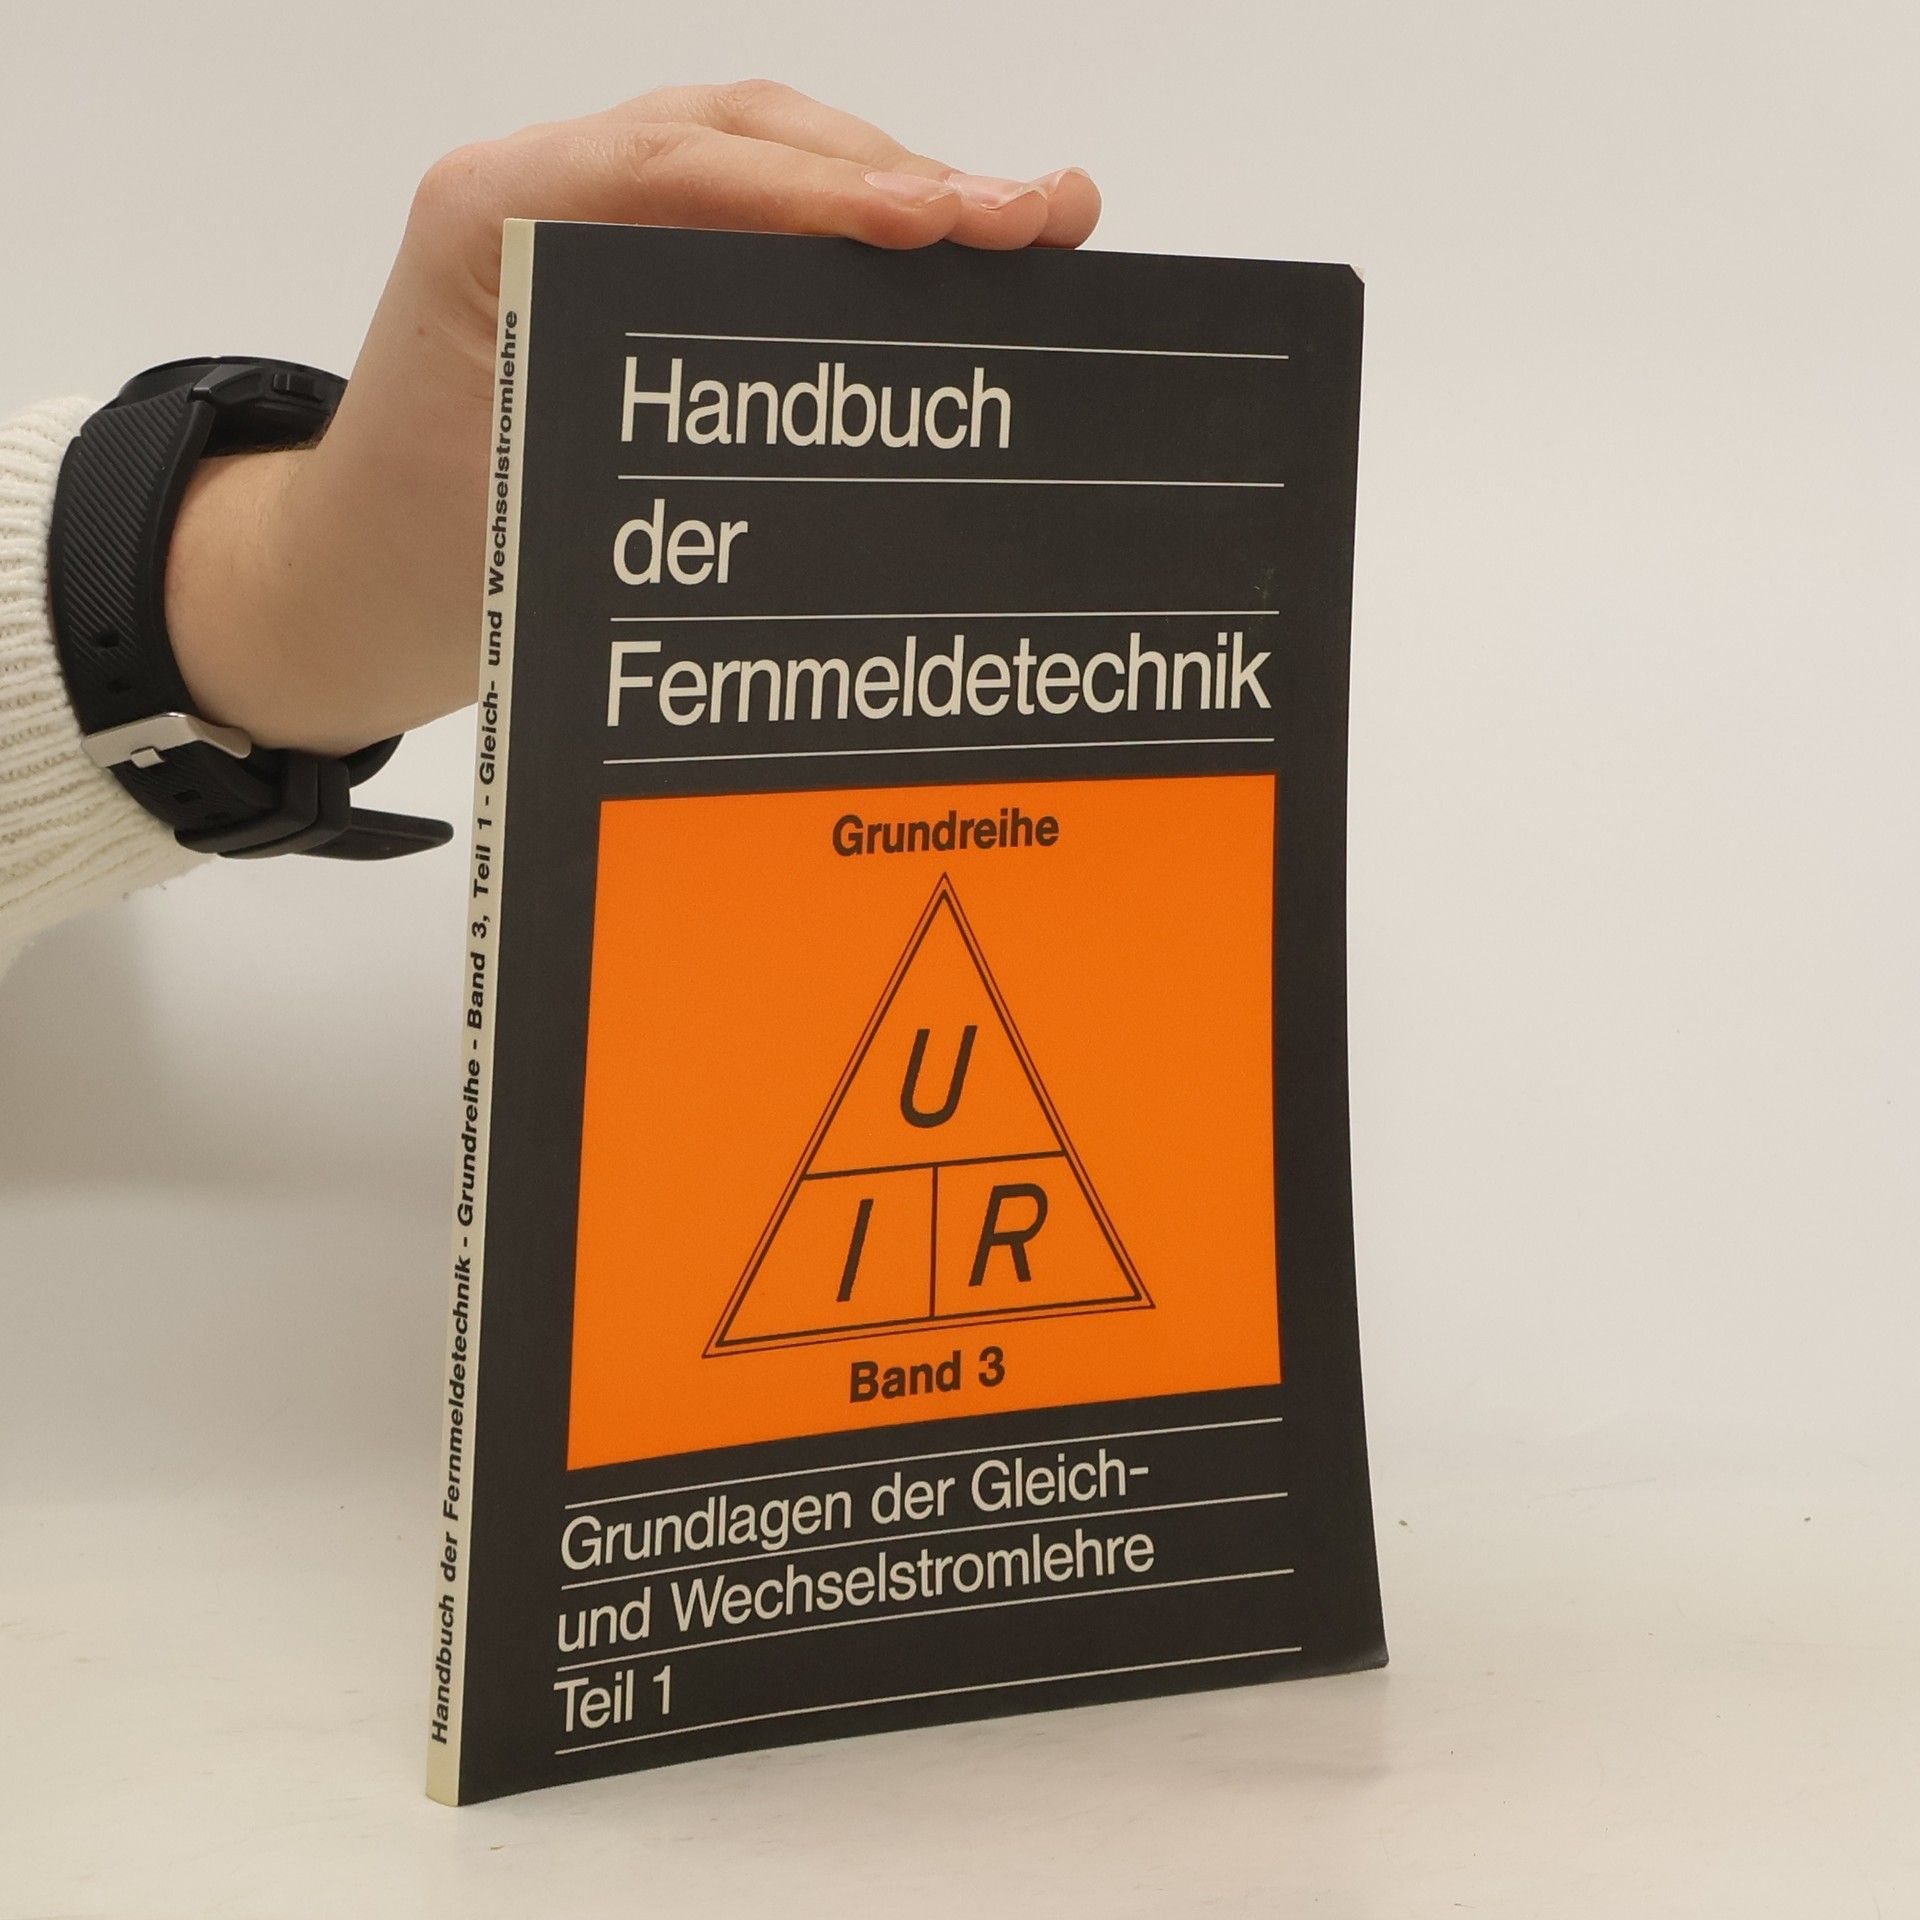 Handbuch der Fernmeldetechnik - Grundreihe - Band 3, Teil 1 - Gleich- und Wechselstromlehre
Handbuch
der
Fernmeldetechnik
Grundreihe
U
I R
Band 3
Grundlagen der Gleich-
und Wechselstromlehre
Teil 1